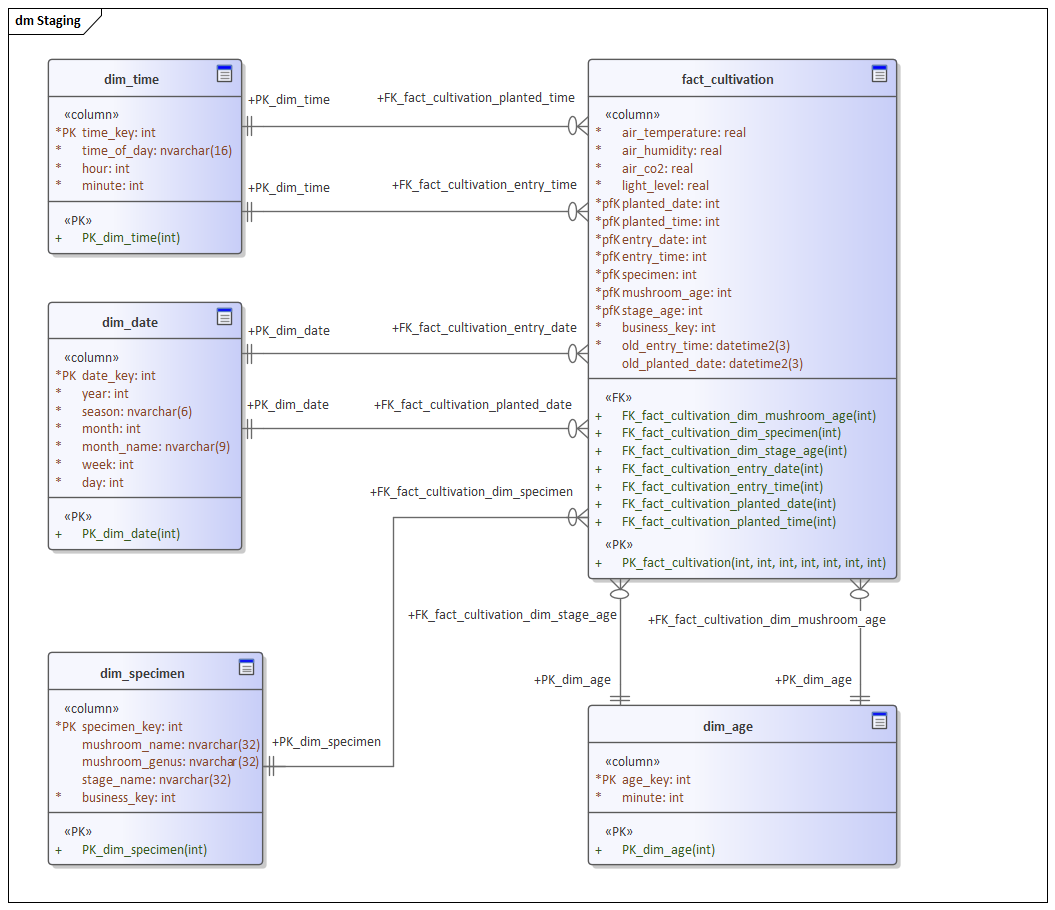 dm Staging
dim_time
«column»
*PK time_key: int
* time_of_day: nvarchar(16)
* hour: int
* minute: int
«PK»
+ PK_dim_time(int)
+PK_dim_time
+FK_fact_cultivation_planted_time
+PK_dim_time
+FK_fact_cultivation_entry_time
dim_date
«column»
*PK date_key: int
* year: int
* season: nvarchar(6)
* month: int
* month_name: nvarchar(9)
* week: int
* day: int
«PK»
+ PK_dim_date(int)
+PK_dim_date
+FK_fact_cultivation_entry_date
+PK_dim_date
+FK_fact_cultivation_planted_date
+FK_fact_cultivation_dim_specimen
fact_cultivation
«column»
* air_temperature: real
* air_humidity: real
* air_co2: real
* light_level: real
*pfK planted_date: int
*pfK planted_time: int
*pfK entry_date: int
*pfK entry_time: int
*pfK specimen: int
*pfK mushroom_age: int
*pfK stage_age: int
* business_key: int
* old_entry_time: datetime2(3)
old_planted_date: datetime2(3)
«FK»
+ FK_fact_cultivation_dim_mushroom_age(int)
+ FK_fact_cultivation_dim_specimen(int)
+ FK_fact_cultivation_dim_stage_age(int)
+ FK_fact_cultivation_entry_date(int)
+ FK_fact_cultivation_entry_time(int)
+ FK_fact_cultivation_planted_date(int)
+ FK_fact_cultivation_planted_time(int)
«PK»
+ PK_fact_cultivation(int, int, int, int, int, int, int)
+FK_fact_cultivation_dim_stage_age
+FK_fact_cultivation_dim_mushroom_age
+PK_dim_age
+PK_dim_age
dim_specimen
«column»
*PK specimen_key: int
mushroom_name: nvarchar(32)
mushroom_genus: nvarchar(32)
stage_name: nvarchar(32)
* business_key: int
«PK»
+ PK_dim_specimen(int)
+PK_dim_specimen
dim_age
«column»
*PK age_key: int
* minute: int
«PK»
+ PK_dim_age(int)